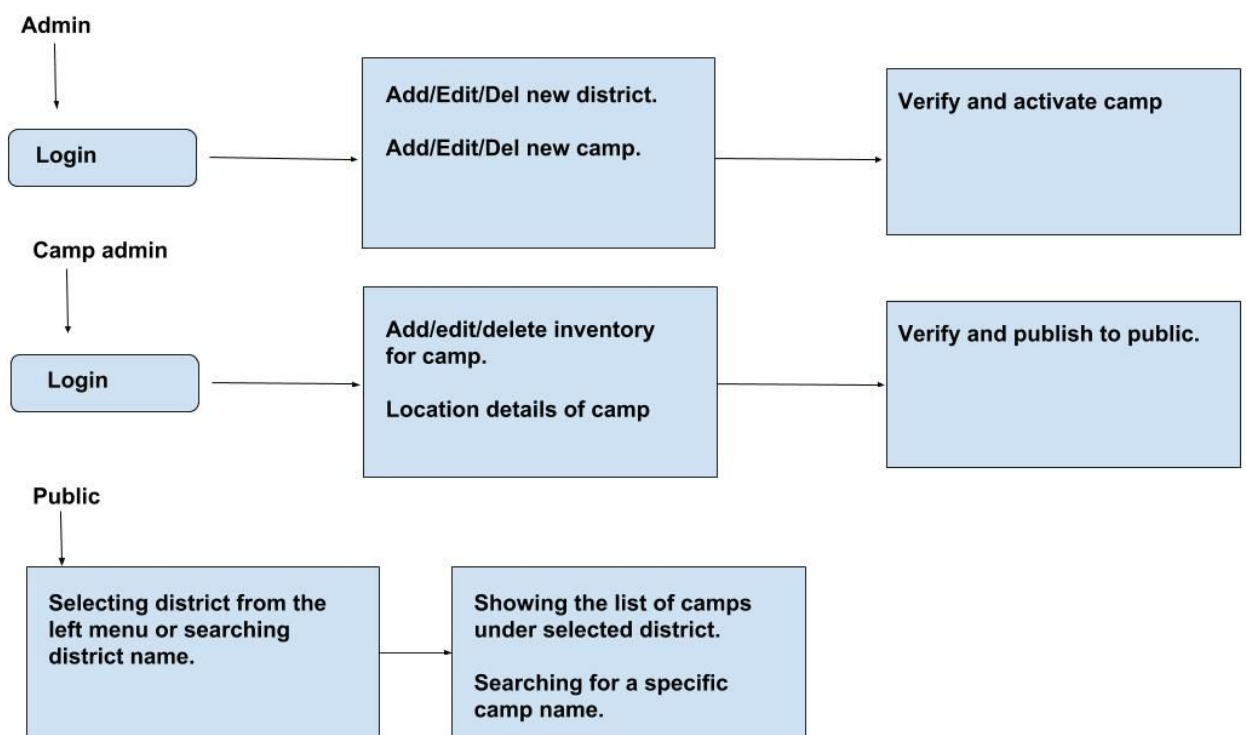 Admin
Login
Add/Edit/Del new district.
Add/Edit/Del new camp.
Verify and activate camp
Camp admin
Login
Add/edit/delete inventory
for camp.
Location details of camp
Verify and publish to public.
Public
Selecting district from the
left menu or searching
district name.
Showing the list of camps
under selected district.
Searching for a specific
camp name.